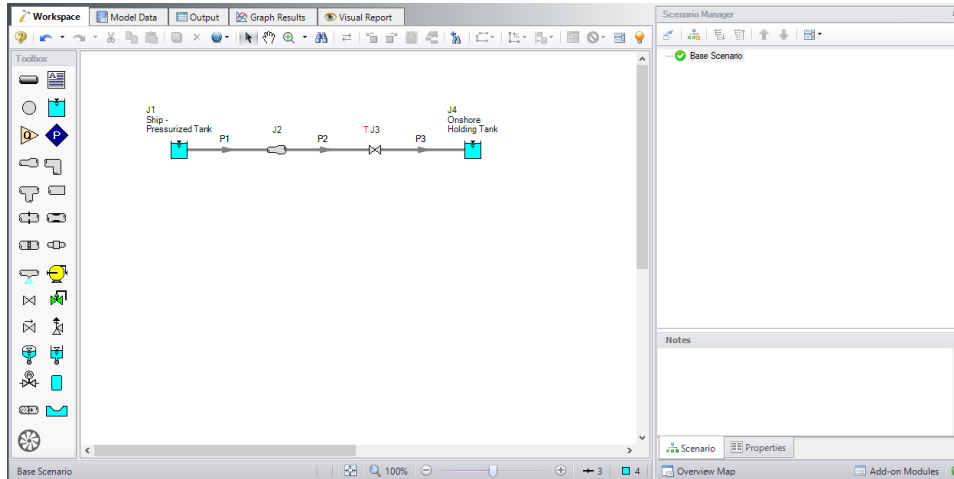 Workspace
Model Data
Output
Graph Results
Visual Report
Scenario Manager
Toolbox
A
Q
P
Base Scenario
J1
Ship -
Pressurized Tank
P1
J2
P2
T J3
P3
J4
Onshore
Holding Tank
Notes
Scenario
Properties
Base Scenario
100%
3
4
Overview Map
Add-on Modules